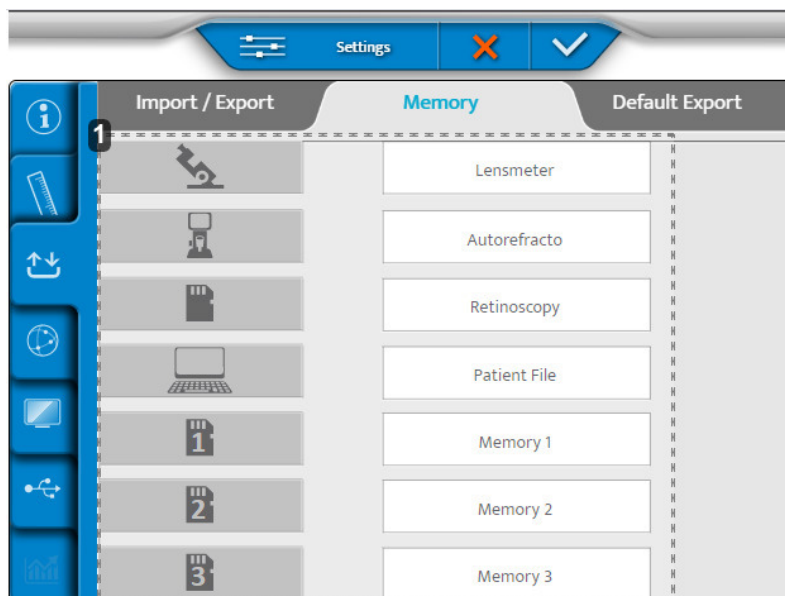 Settings
Import / Export Memory Default Export
1
Lensmeter
Autorefracto
Retinoscopy
Patient File
1 Memory 1
2 Memory 2
3 Memory 3